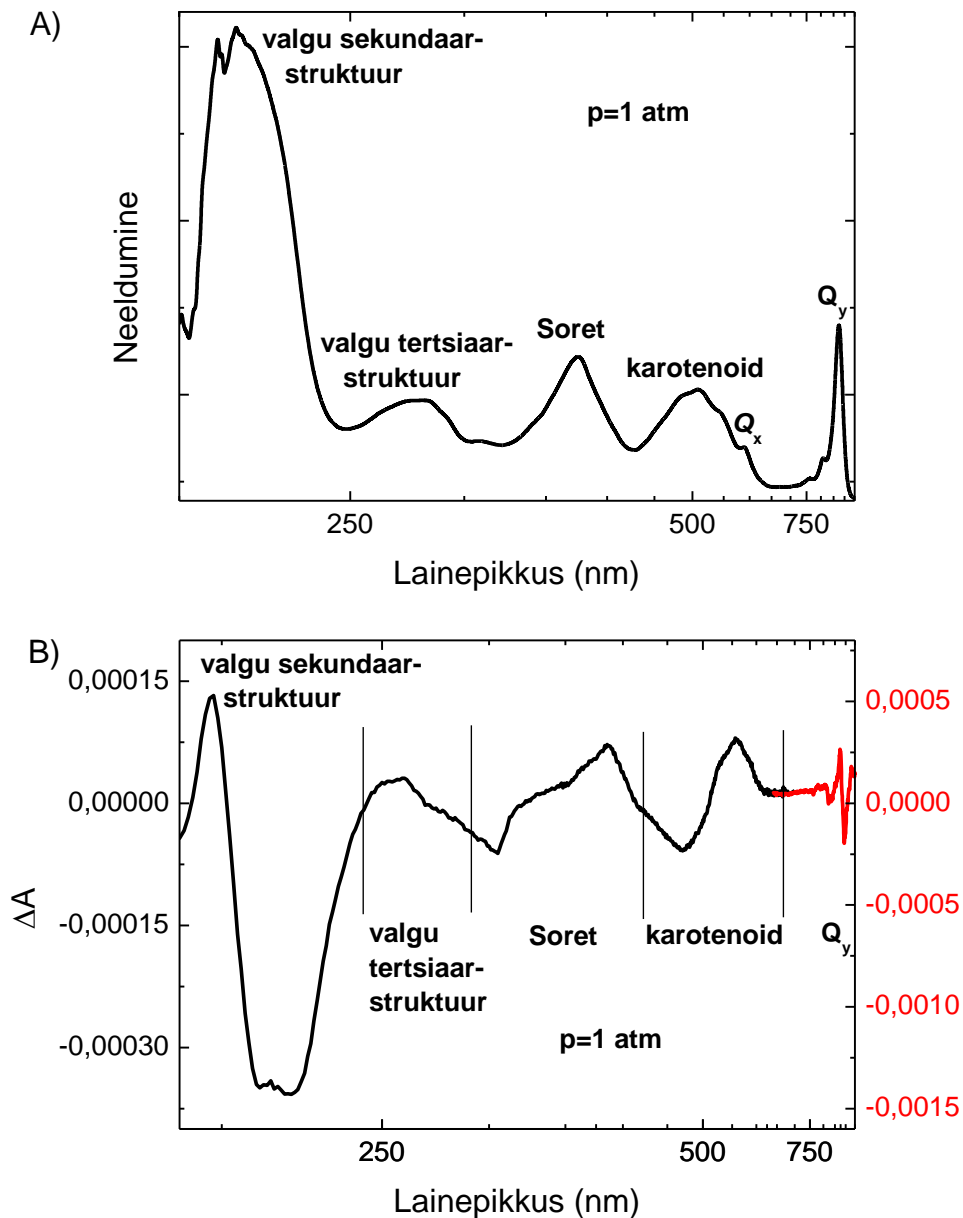 A)
valgu sekundaar-
struktuur
p=1 atm
Neeldumine
valgu tertsiaar-
struktuur
Soret
karotenoid
Qx
Qy
250
500
750
Lainepikkus (nm)
B)
valgu sekundaar-
struktuur
0,00015
0,00000
-0,00015
-0,00030
ΔA
0,0005
0,0000
-0,0005
-0,0010
-0,0015
valgu
tertsiaar-
struktuur
Soret
karotenoid
Qy
p=1 atm
250
500
750
Lainepikkus (nm)